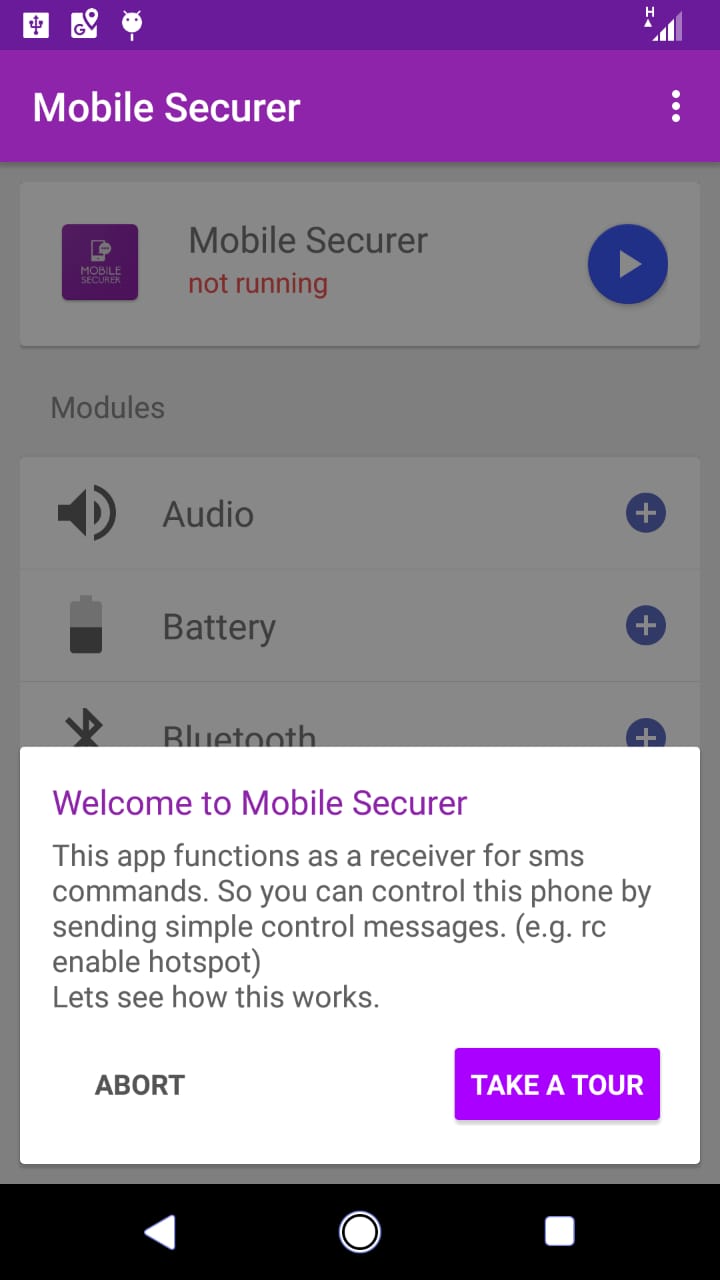 H
Mobile Securer
MOBILE
SECURER
Mobile Securer
not running
Modules
Audio
Battery
Bluetooth
Welcome to Mobile Securer
This app functions as a receiver for sms
commands. So you can control this phone by
sending simple control messages. (e.g. rc
enable hotspot)
Lets see how this works.
ABORT
TAKE A TOUR